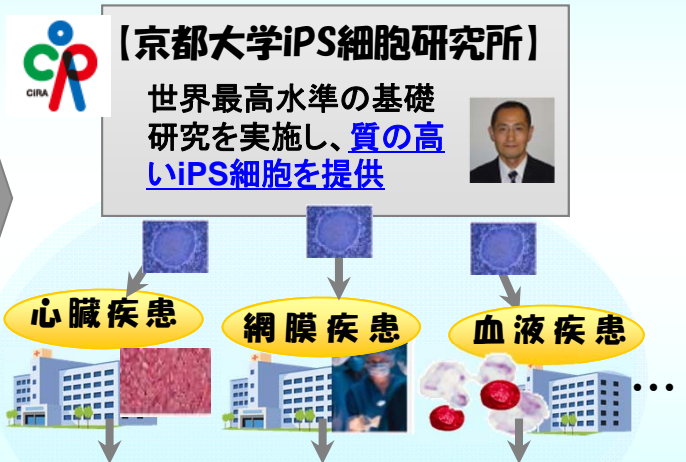 CiRA
【京都大学iPS細胞研究所】
世界最高水準の基礎
研究を実施し、質の高
いiPS細胞を提供
心臓疾患
網膜疾患
血液疾患
…